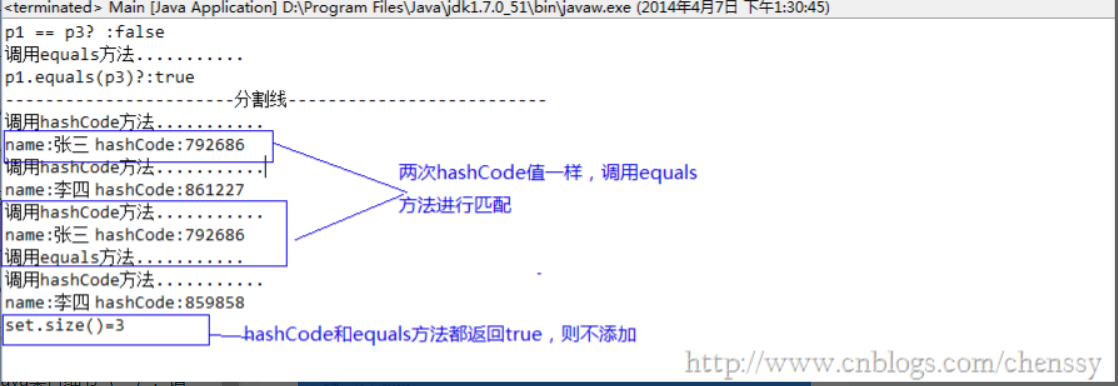 <terminated> Main [Java Application] D:\Program Files\Java\jdk1.7.0_51\bin\javaw.exe (2014年4月7日 下午1:30:45)
p1 == p3? :false
调用equals方法...........
p1.equals(p3)?:true
-----------------------分割线--------------------------
调用hashCode方法...........
name:张三 hashCode:792686
调用hashCode方法...........
name:李四 hashCode:861227
调用hashCode方法...........
name:张三 hashCode:792686
调用equals方法...........
调用hashCode方法...........
name:李四 hashCode:859858
set.size()=3
两次hashCode值一样，调用equals
方法进行匹配
hashCode和equals方法都返回true，则不添加
http://www.cnblogs.com/chenssy